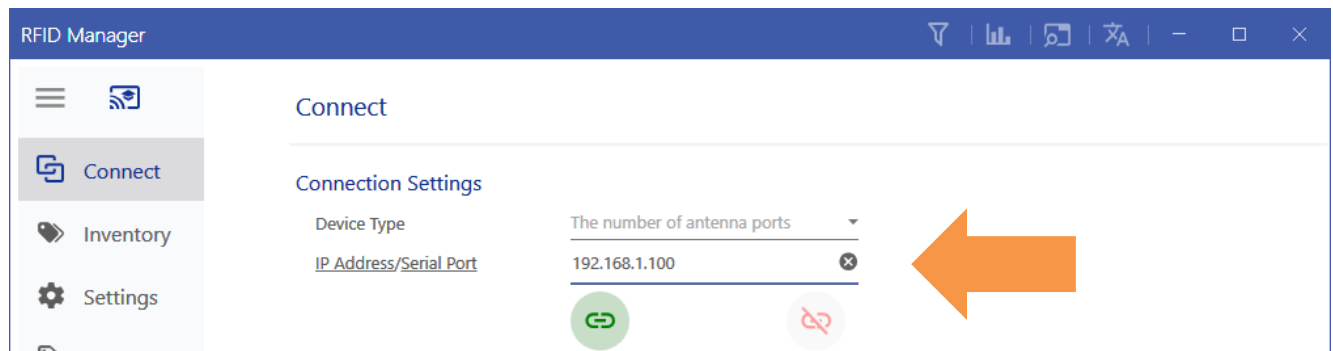 RFID Manager
Connect
Connect
Connection Settings
Device Type The number of antenna ports
Inventory
IP Address/Serial Port 192.168.1.100
Settings